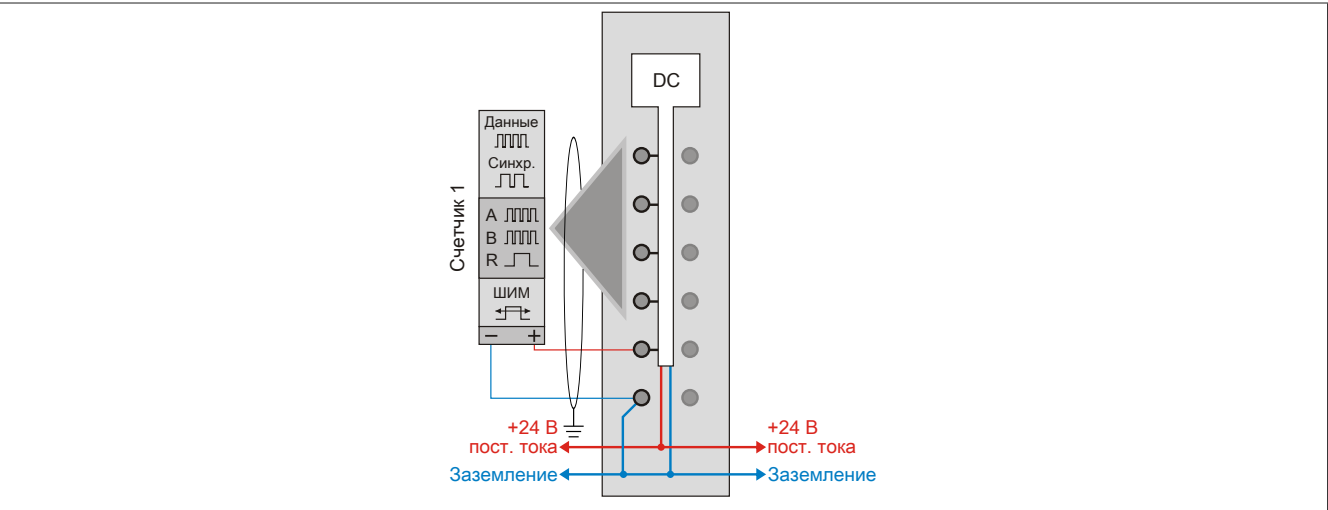 DC
Данные
Синхр.
Счетчик 1
A
B
R
ШИМ
− +
+24 В
пост. тока
+24 В
пост. тока
Заземление
Заземление